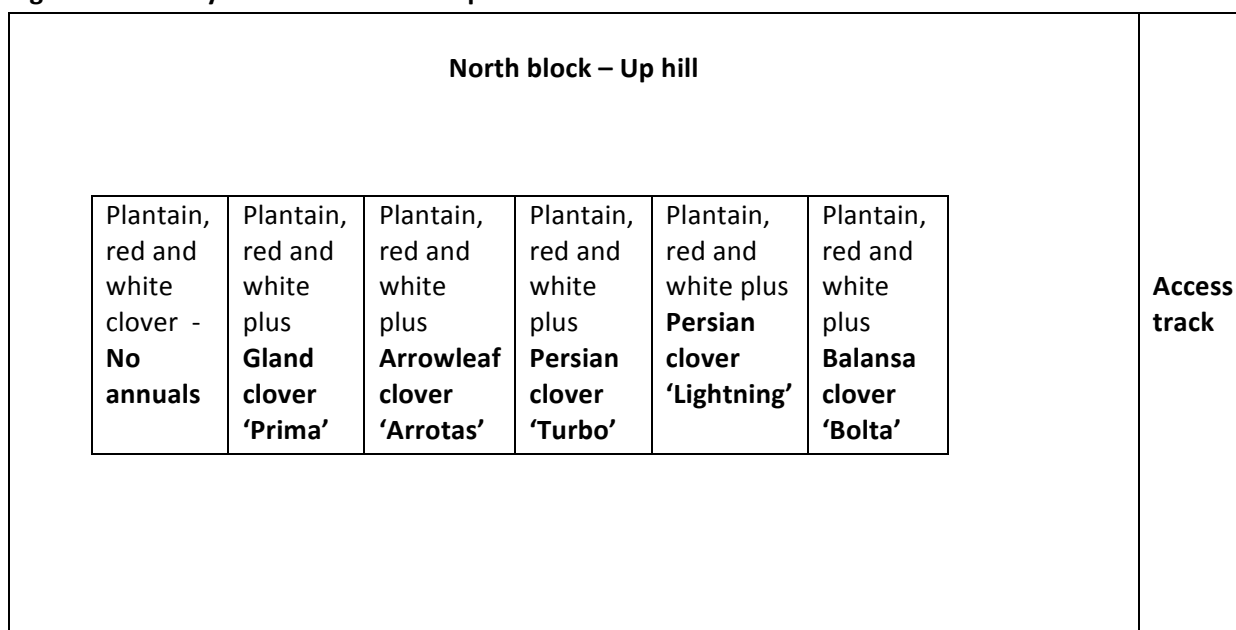 North block – Up hill
Plantain,
red and
white
clover -
No
annuals
Plantain,
red and
white
plus
Gland
clover
‘Prima’
Plantain,
red and
white
plus
Arrowleaf
clover
‘Arrotas’
Plantain,
red and
white
plus
Persian
clover
‘Turbo’
Plantain,
red and
white plus
Persian
clover
‘Lightning’
Plantain,
red and
white
plus
Balansa
clover
‘Bolta’
Access
track